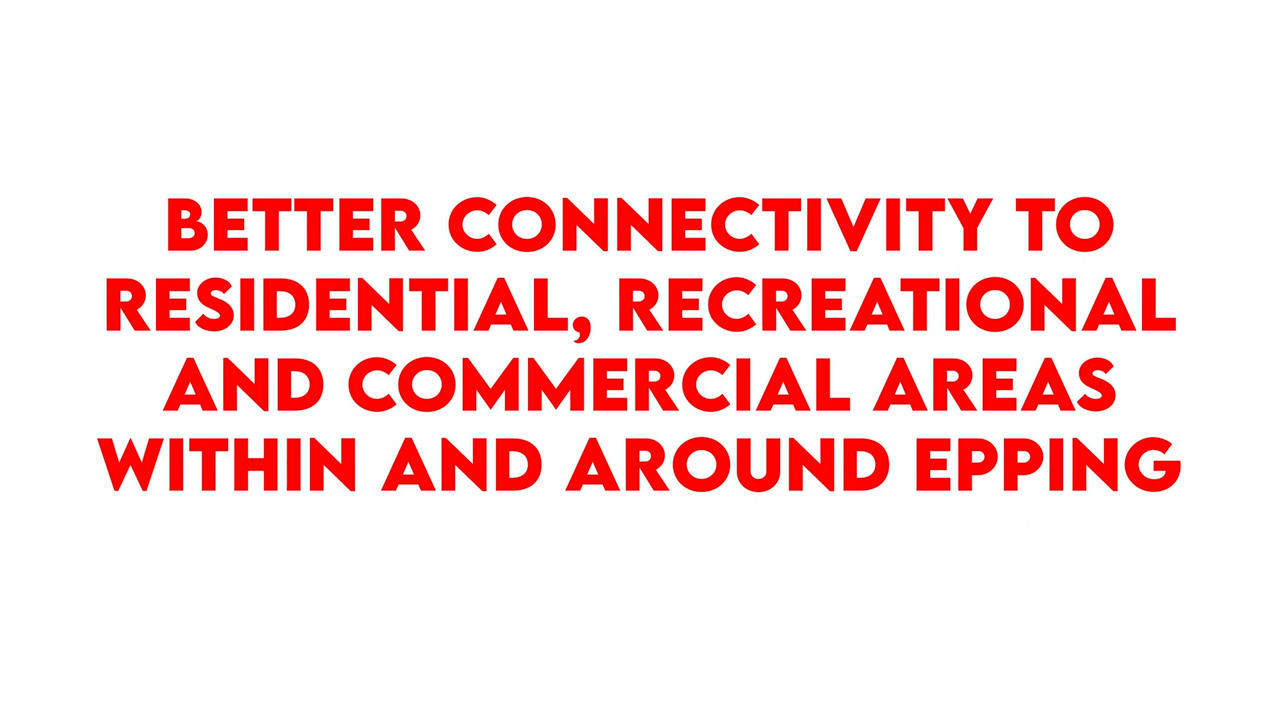 BETTER CONNECTIVITY TO
RESIDENTIAL, RECREATIONAL
AND COMMERCIAL AREAS
WITHIN AND AROUND EPPING